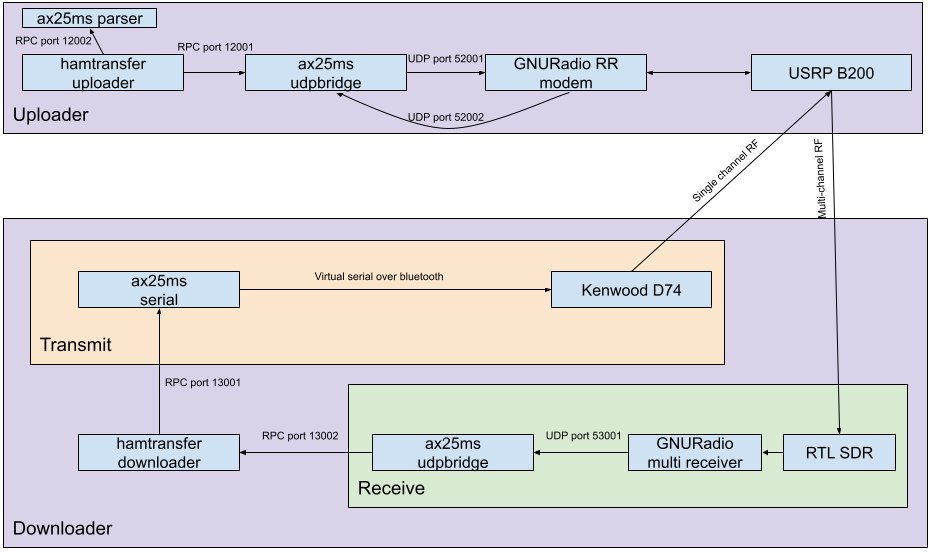 ax25ms parser
RPC port 12002
RPC port 12001
hamtransfer
uploader
ax25ms
udpbridge
UDP port 52001
GNURadio RR
modem
USRP B200
Uploader
UDP port 52002
Single channel RF
Multi-channel RF
ax25ms
serial
Virtual serial over bluetooth
Kenwood D74
Transmit
RPC port 13001
hamtransfer
downloader
RPC port 13002
ax25ms
udpbridge
UDP port 53001
GNURadio
multi receiver
RTL SDR
Receive
Downloader